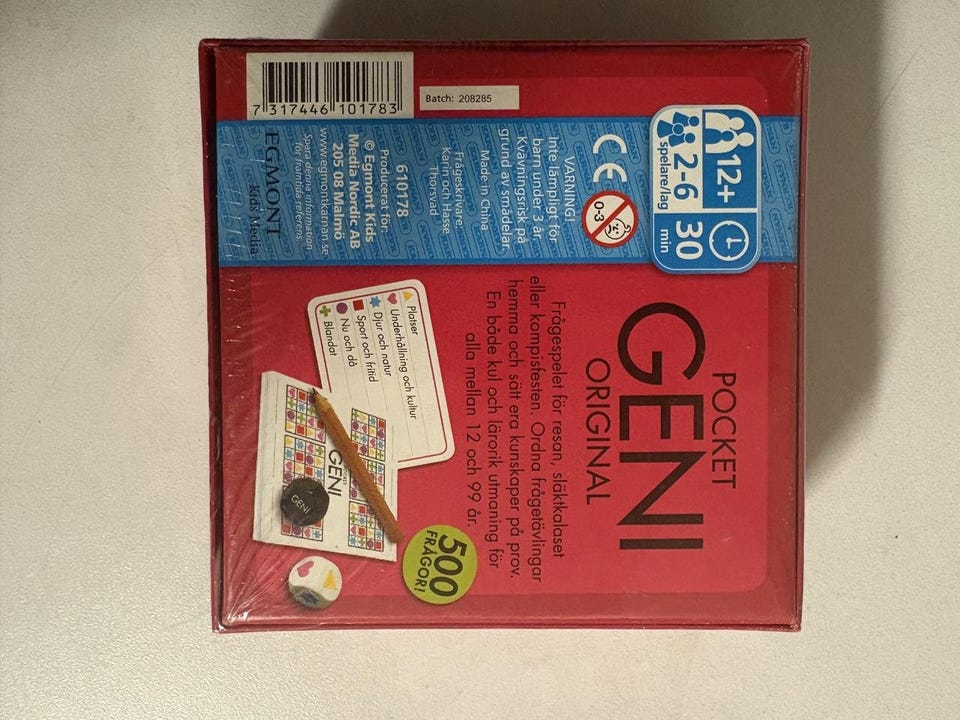 7 317446 101783
Batch: 208285
12+
2-6
spelare/lag
30
min
CE
0-3
VARNING!
Inte lämpligt för
barn under 3 år.
Kvävningsrisk på
grund av smådelar.
Made in China
Frågeskrivare:
Karin och Hasse
Thorsvad
610178
Producerat för:
© Egmont Kids
Media Nordic AB
205 08 Malmö
www.egmontkarnan.se
Spara denna information
för framtida referens.
EGMONT
Kids Media
POCKET
GENI
ORIGINAL
Frågespelet för resan, släktkalaset
eller kompisfesten. Ordna frågetävlingar
hemma och sätt era kunskaper på prov.
En både kul och lärorik utmaning för
alla mellan 12 och 99 år.
Platser
Underhållning och kultur
Djur och natur
Sport och fritid
Nu och då
Blandat
GENI
GENI
500
FRÅGOR!